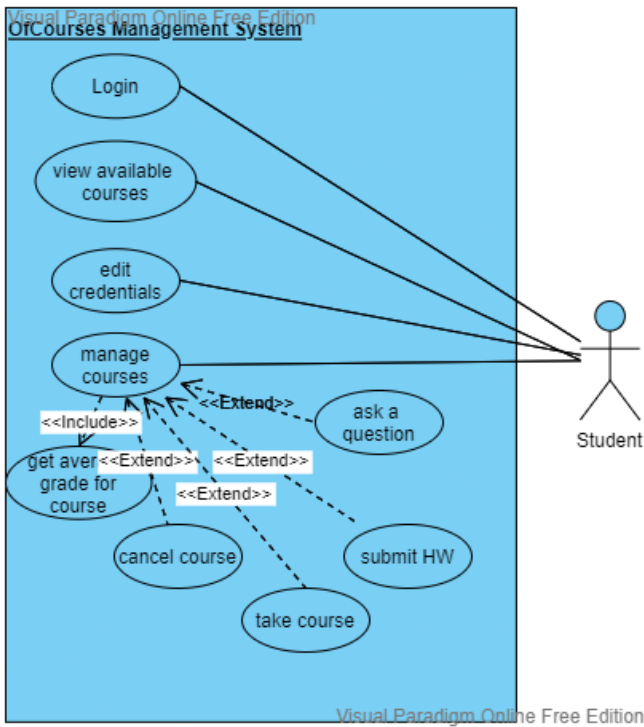 Visual Paradigm Online Free Edition
OfCourses Management System
Login
view available
courses
edit
credentials
manage
courses
<<Extend>>
ask a
question
Student
<<Include>>
get aver
grade for
course
<<Extend>>
<<Extend>>
<<Extend>>
cancel course
submit HW
take course
Visual Paradigm Online Free Edition